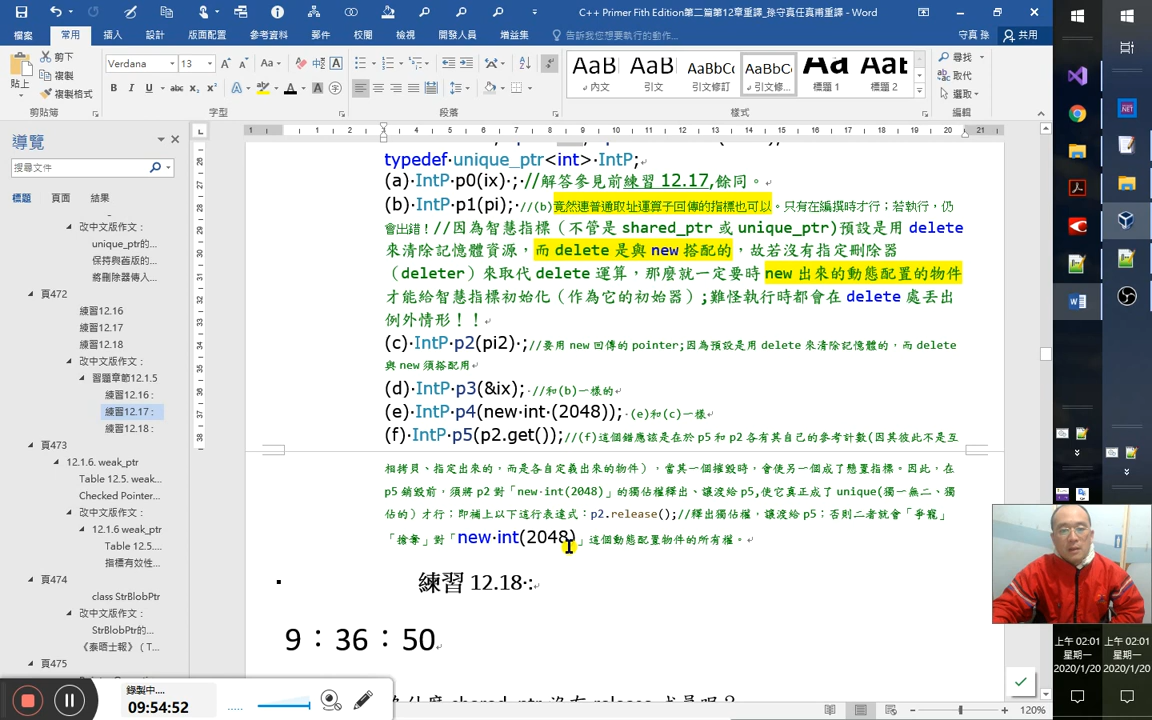 C++ Primer Fith Edition第二篇第12章重譯_孫守真任真甫重譯 - Word
檔案
常用
插入
設計
版面配置
參考資料
郵件
校閱
檢視
開發人員
增益集
告訴我您想要執行的動作...
守真 孫
共用
貼上
剪下
複製
複製格式
剪貼簿
Verdana
13
字型
段落
AaB AaB AaBbC AaBbC AaB AaB
內文 引文 引文修訂 引文修... 標題 1 標題 2
樣式
尋找
取代
選取
編輯
導覽
搜尋文件
標題 頁面 結果
改中文版作文：
unique_ptr的...
保持與舊版的...
將刪除器傳入...
頁472
練習12.16
練習12.17
練習12.18
改中文版作文：
習題章節12.1.5
練習12.16 :
練習12.17 :
練習12.18 :
頁473
12.1.6. weak_ptr
Table 12.5. weak...
Checked Pointer...
改中文版作文：
12.1.6 weak_ptr
Table 12.5....
指標有效性...
頁474
class StrBlobPtr
改中文版作文：
StrBlobPtr的...
《泰晤士報》（T...
頁475
typedef·unique_ptr<int>·IntP;
(a)·IntP·p0(ix)·;·//解答參見前練習 12.17,餘同。
(b)·IntP·p1(pi);·//(b)竟然連普通取址運算子回傳的指標也可以。只有在編撰時才行；若執行，仍
會出錯！//因為智慧指標（不管是 shared_ptr 或 unique_ptr)預設是用 delete
來清除記憶體資源，而 delete 是與 new 搭配的，故若沒有指定刪除器
（deleter）來取代 delete 運算，那麼就一定要時 new 出來的動態配置的物件
才能給智慧指標初始化（作為它的初始器）;難怪執行時都會在 delete 處丟出
例外情形！！
(c)·IntP·p2(pi2)·;//要用 new 回傳的 pointer;因為預設是用 delete 來清除記憶體的，而 delete
與 new 須搭配用
(d)·IntP·p3(&ix);·//和(b)一樣的
(e)·IntP·p4(new·int·(2048));·(e)和(c)一樣
(f)·IntP·p5(p2.get());//(f)這個錯應該是在於 p5 和 p2 各有其自己的參考計數(因其彼此不是互
相拷貝、指定出來的，而是各自定義出來的物件），當其一個摧毀時，會使另一個成了懸置指標。因此，在
p5 銷毀前，須將 p2 對「new·int(2048)」的獨佔權釋出、讓渡給 p5,使它真正成了 unique(獨一無二、獨
佔的）才行；即補上以下這行表達式：p2.release();//釋出獨佔權，讓渡給 p5；否則二者就會「爭寵」
「搶奪」對「new·int(2048)」這個動態配置物件的所有權。
練習 12.18·:
9：36：50
錄製中....
09:54:52
上午 02:01
星期一
2020/1/20
上午 02:01
星期一
2020/1/20
120%